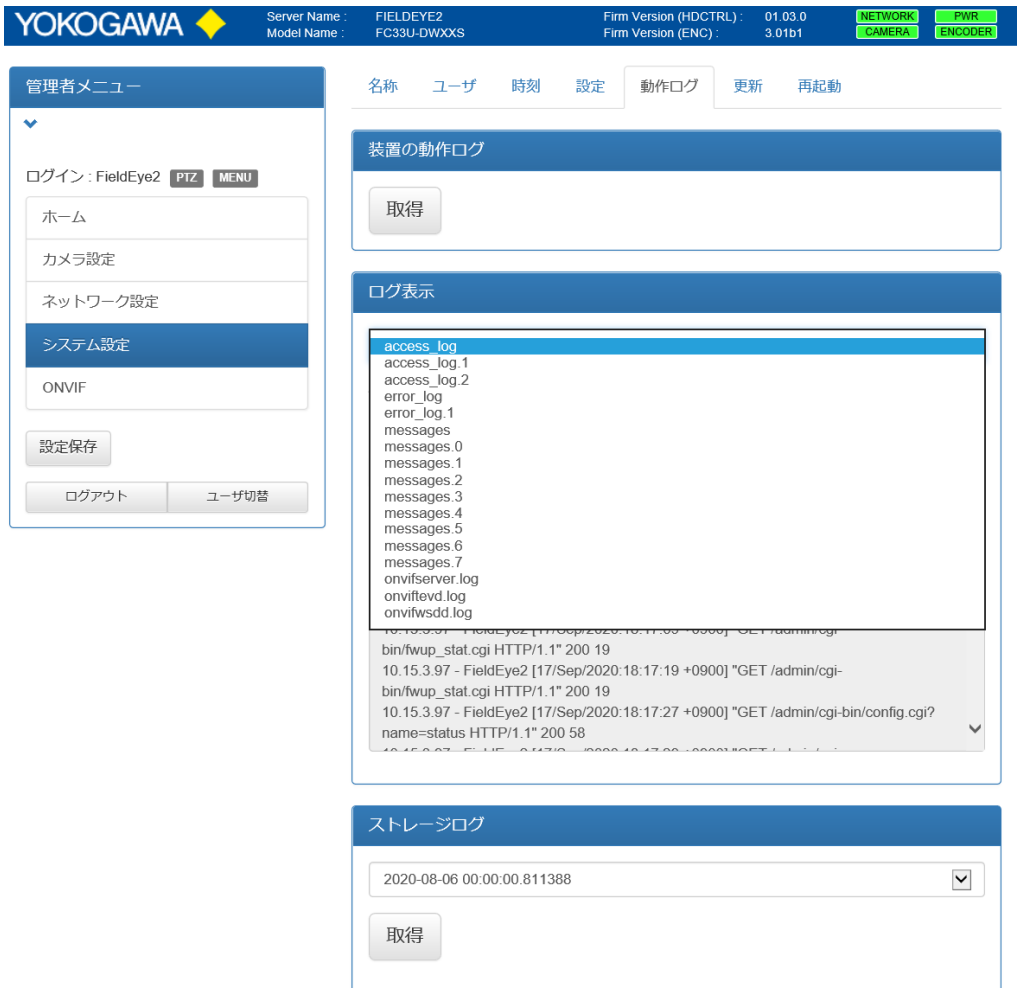 YOKOGAWA
Server Name : FIELDEYE2
Model Name : FC33U-DWXXS
Firm Version (HDCTRL) : 01.03.0
Firm Version (ENC) : 3.01b1
NETWORK PWR
CAMERA ENCODER
管理者メニュー
ログイン : FieldEye2 PTZ MENU
ホーム
カメラ設定
ネットワーク設定
システム設定
ONVIF
設定保存
ログアウト ユーザ切替
名称 ユーザ 時刻 設定 動作ログ 更新 再起動
装置の動作ログ
取得
ログ表示
access_log
access_log.1
access_log.2
error_log
error_log.1
messages
messages.0
messages.1
messages.2
messages.3
messages.4
messages.5
messages.6
messages.7
onvifserver.log
onviftevd.log
onvifwsdd.log
bin/fwup_stat.cgi HTTP/1.1" 200 19
10.15.3.97 - FieldEye2 [17/Sep/2020:18:17:19 +0900] "GET /admin/cgi-
bin/fwup_stat.cgi HTTP/1.1" 200 19
10.15.3.97 - FieldEye2 [17/Sep/2020:18:17:27 +0900] "GET /admin/cgi-bin/config.cgi?
name=status HTTP/1.1" 200 58
ストレージログ
2020-08-06 00:00:00.811388
取得